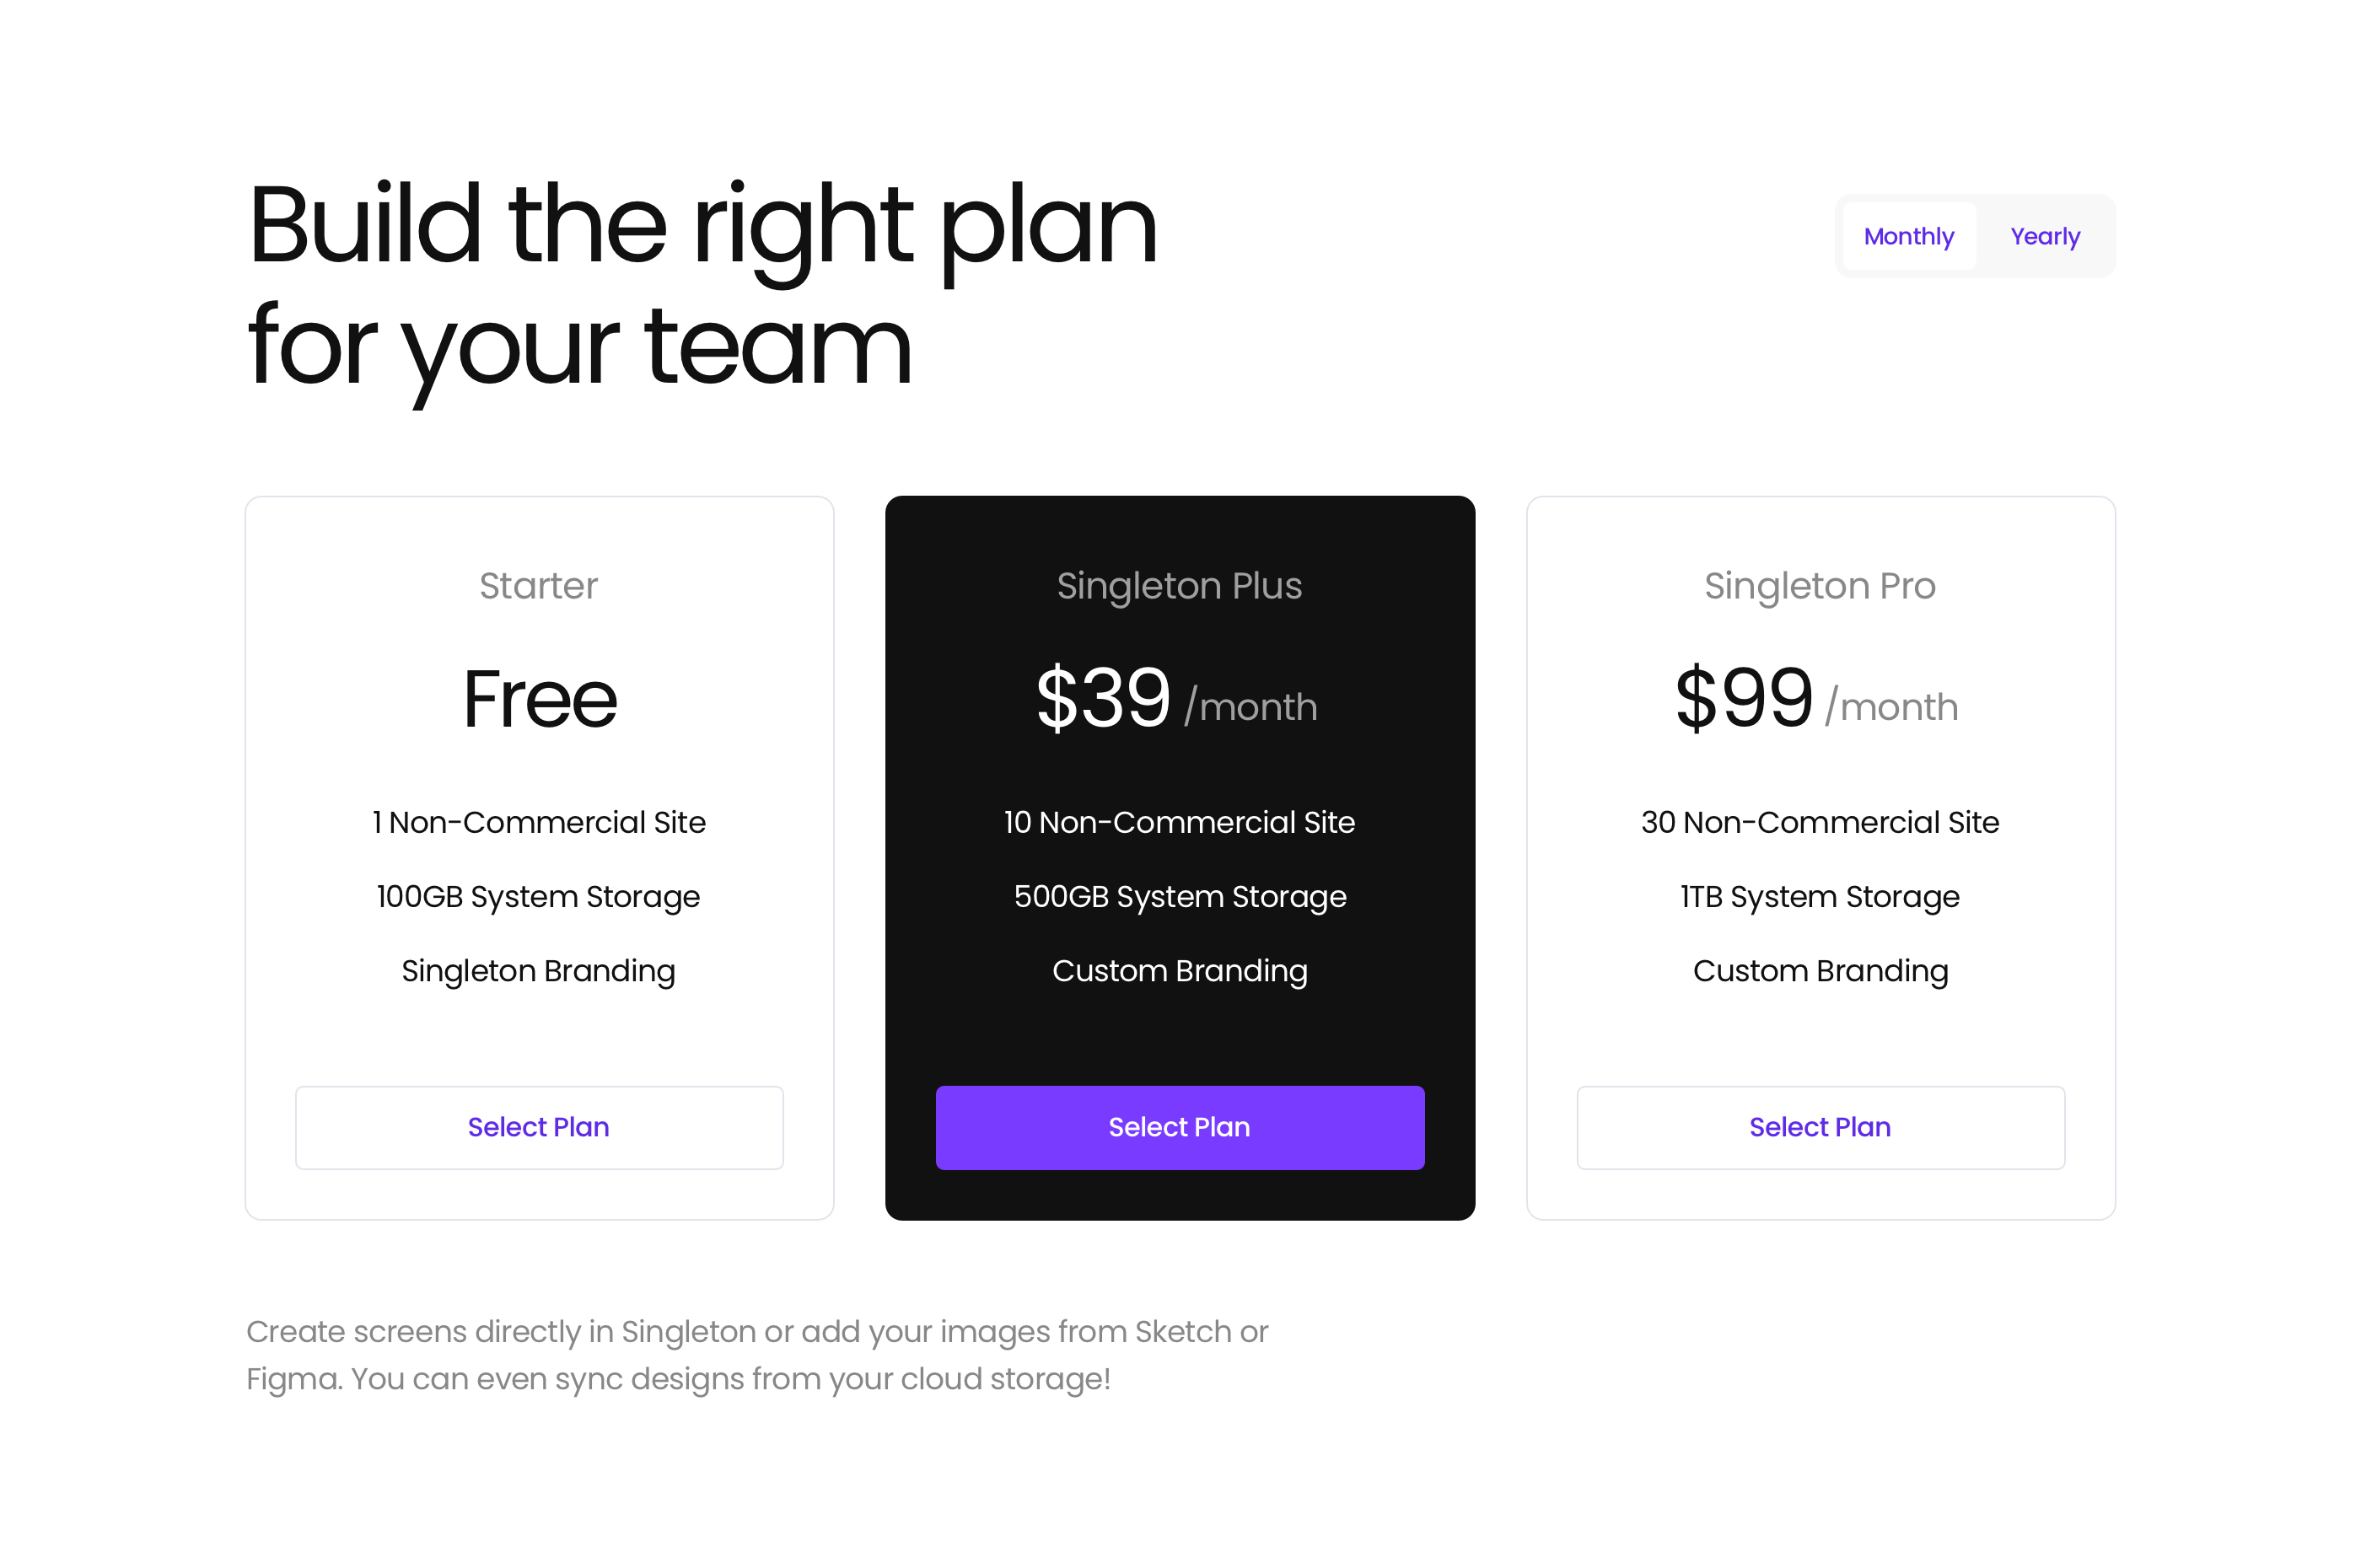 Build the right plan
for your team
Monthly
Yearly
Starter
Free
1 Non-Commercial Site
100GB System Storage
Singleton Branding
Select Plan
Singleton Plus
$39 /month
10 Non-Commercial Site
500GB System Storage
Custom Branding
Select Plan
Singleton Pro
$99 /month
30 Non-Commercial Site
1TB System Storage
Custom Branding
Select Plan
Create screens directly in Singleton or add your images from Sketch or
Figma. You can even sync designs from your cloud storage!